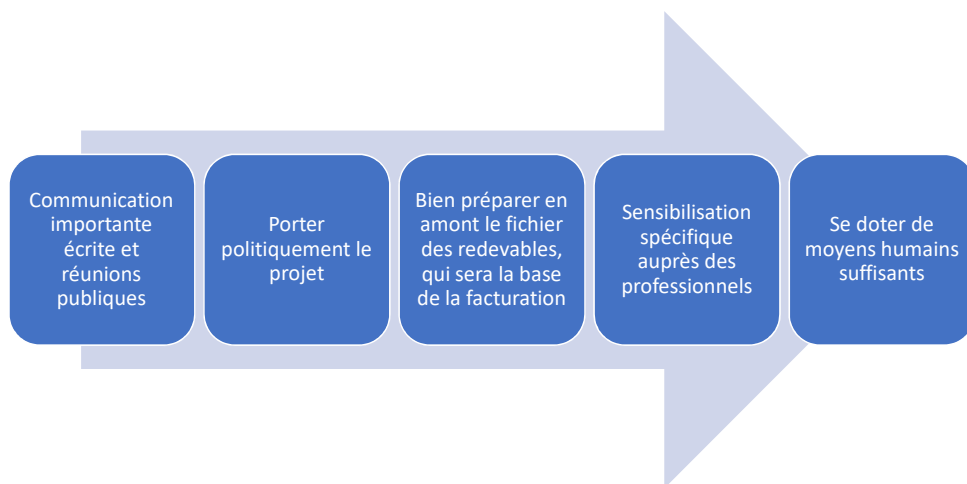 Communication
importante
écrite et
réunions
publiques
Porter
politiquement le
projet
Bien préparer en
amont le fichier
des redevables,
qui sera la base
de la facturation
Sensibilisation
spécifique
auprès des
professionnels
Se doter de
moyens humains
suffisants